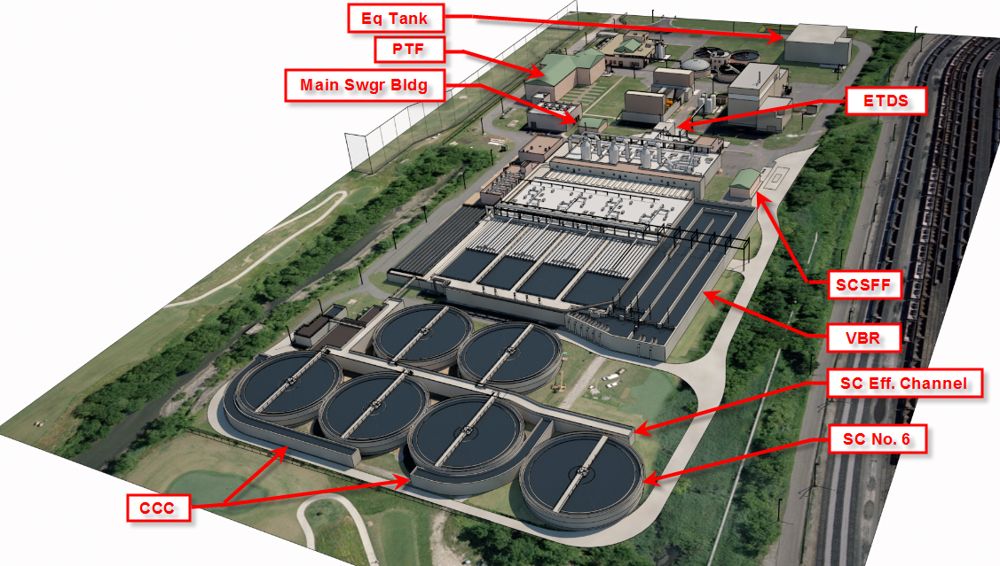 Eq Tank
PTF
Main Swgr Bldg
ETDS
SCSFF
VBR
SC Eff. Channel
SC No. 6
CCC